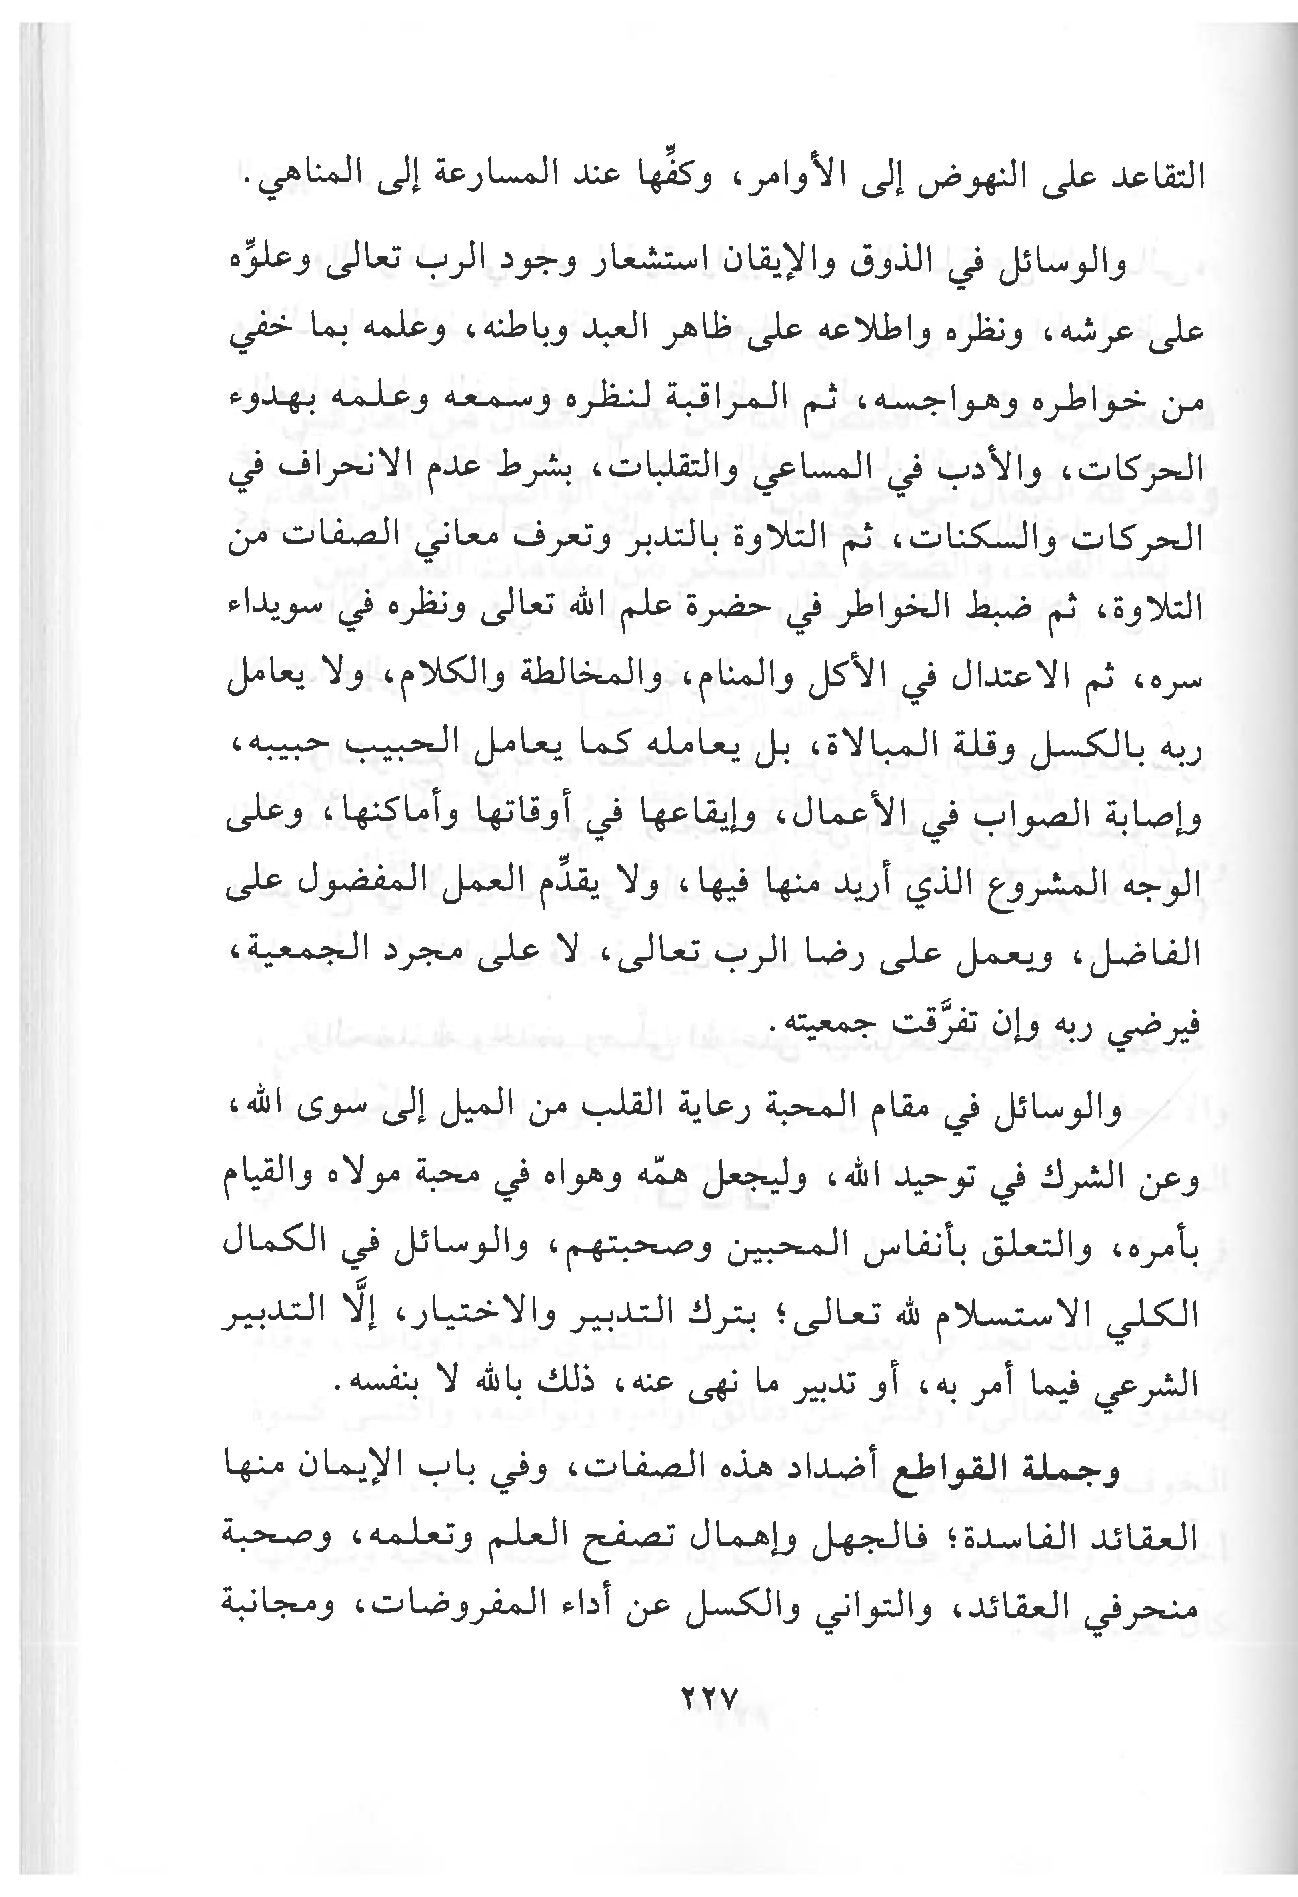 التقاعد على النهوض إلى الأوامر، وكفِّها عند المسارعة إلى المناهي.
والوسائل في الذوق والإيقان استشعار وجود الرب تعالى وعلوِّه
على عرشه، ونظره واطلاعه على ظاهر العبد وباطنه، وعلمه بما خفي
من خواطره وهواجسه، ثم المراقبة لنظره وسمعه وعلمه بهدوء
الحركات، والأدب في المساعي والتقلبات، بشرط عدم الانحراف في
الحركات والسكنات، ثم التلاوة بالتدبر وتعرف معاني الصفات من
التلاوة، ثم ضبط الخواطر في حضرة علم الله تعالى ونظره في سويداء
سره، ثم الاعتدال في الأكل والمنام، والمخالطة والكلام، ولا يعامل
ربه بالكسل وقلة المبالاة، بل يعامله كما يعامل الحبيب حبيبه،
وإصابة الصواب في الأعمال، وإيقاعها في أوقاتها وأماكنها، وعلى
الوجه المشروع الذي أريد منها فيها، ولا يقدِّم العمل المفضول على
الفاضل، ويعمل على رضا الرب تعالى، لا على مجرد الجمعية،
فيرضي ربه وإن تفرَّقت جمعيته.
والوسائل في مقام المحبة رعاية القلب من الميل إلى سوى الله،
وعن الشرك في توحيد الله، وليجعل همّه وهواه في محبة مولاه والقيام
بأمره، والتعلق بأنفاس المحبين وصحبتهم، والوسائل في الكمال
الكلي الاستسلام لله تعالى؛ بترك التدبير والاختيار، إلَّا التدبير
الشرعي فيما أمر به، أو تدبير ما نهى عنه، ذلك بالله لا بنفسه.
وجملة القواطع أضداد هذه الصفات، وفي باب الإيمان منها
العقائد الفاسدة؛ فالجهل وإهمال تصفح العلم وتعلمه، وصحبة
منحرفي العقائد، والتواني والكسل عن أداء المفروضات، ومجانبة
٢٢٧